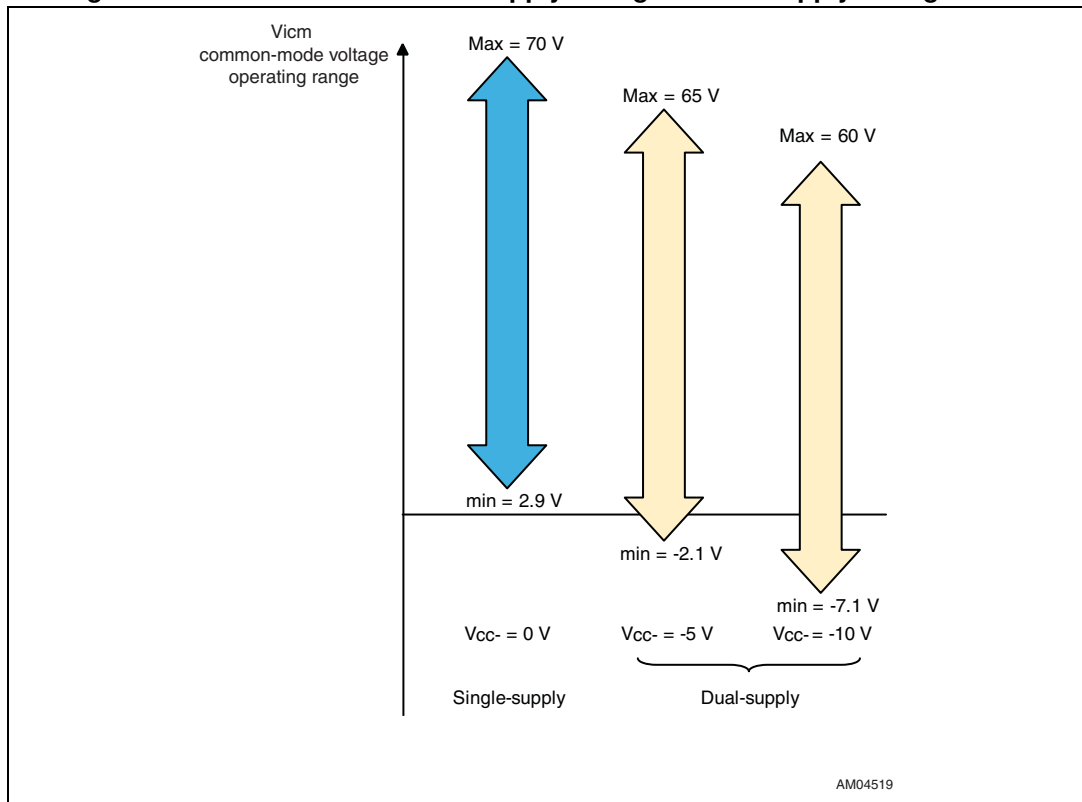 Vicm
common-mode voltage
operating range
Max = 70 V
Max = 65 V
Max = 60 V
min = 2.9 V
min = -2.1 V
min = -7.1 V
Vcc- = 0 V
Vcc- = -5 V
Vcc- = -10 V
Single-supply
Dual-supply
AM04519